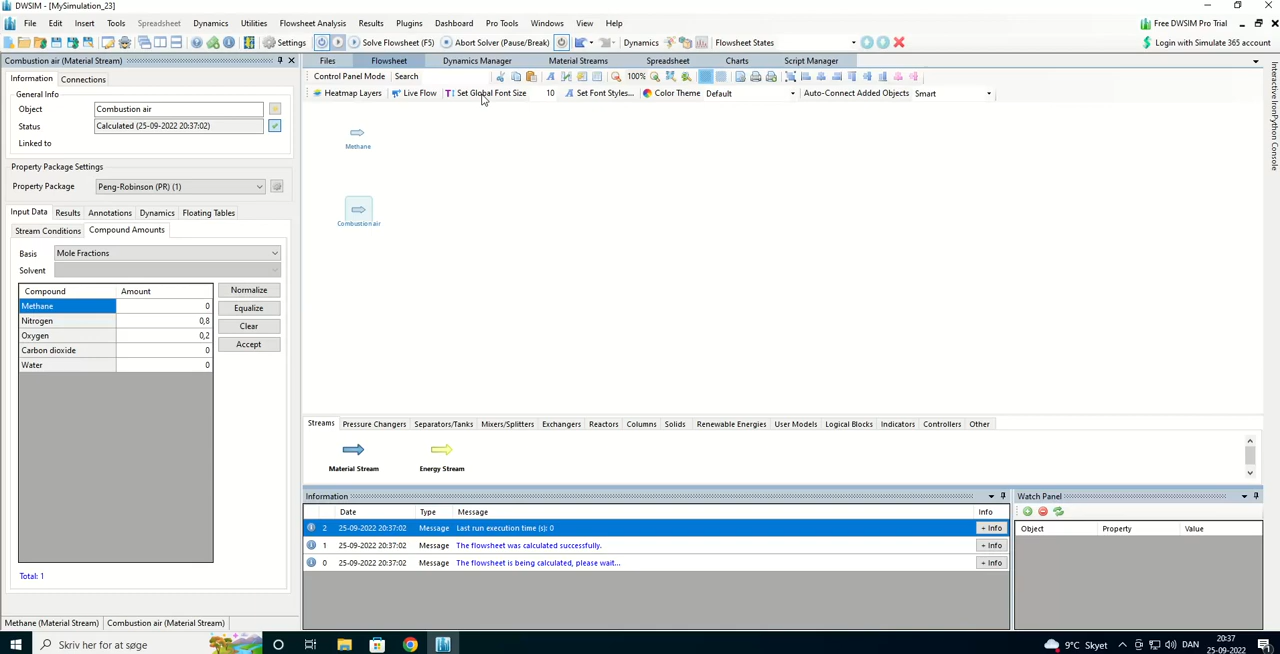 DWSIM - [MySimulation_23]
File Edit Insert Tools Spreadsheet Dynamics Utilities Flowsheet Analysis Results Plugins Dashboard Pro Tools Windows View Help
Free DWSIM Pro Trial
Settings Solve Flowsheet (F5) Abort Solver (Pause/Break) Dynamics Flowsheet States
Login with Simulate 365 account
Combustion air (Material Stream)
Files Flowsheet Dynamics Manager Material Streams Spreadsheet Charts Script Manager
Control Panel Mode Search 100%
Heatmap Layers Live Flow Set Global Font Size 10 Set Font Styles... Color Theme Default Auto-Connect Added Objects Smart
Interactive IronPython Console
Information Connections
General Info
Object Combustion air
Status Calculated (25-09-2022 20:37:02)
Linked to
Property Package Settings
Property Package Peng-Robinson (PR) (1)
Input Data Results Annotations Dynamics Floating Tables
Stream Conditions Compound Amounts
Basis Mole Fractions
Solvent
Compound Amount
Methane 0
Nitrogen 0,8
Oxygen 0,2
Carbon dioxide 0
Water 0
Normalize
Equalize
Clear
Accept
Total: 1
Methane
Combustion air
Streams Pressure Changers Separators/Tanks Mixers/Splitters Exchangers Reactors Columns Solids Renewable Energies User Models Logical Blocks Indicators Controllers Other
Material Stream Energy Stream
Information
Date Type Message Info
2 25-09-2022 20:37:02 Message Last run execution time (s): 0 + Info
1 25-09-2022 20:37:02 Message The flowsheet was calculated successfully. + Info
0 25-09-2022 20:37:02 Message The flowsheet is being calculated, please wait... + Info
Watch Panel
Object Property Value
Methane (Material Stream) Combustion air (Material Stream)
Skriv her for at søge
9°C Skyet DAN
20:37
25-09-2022